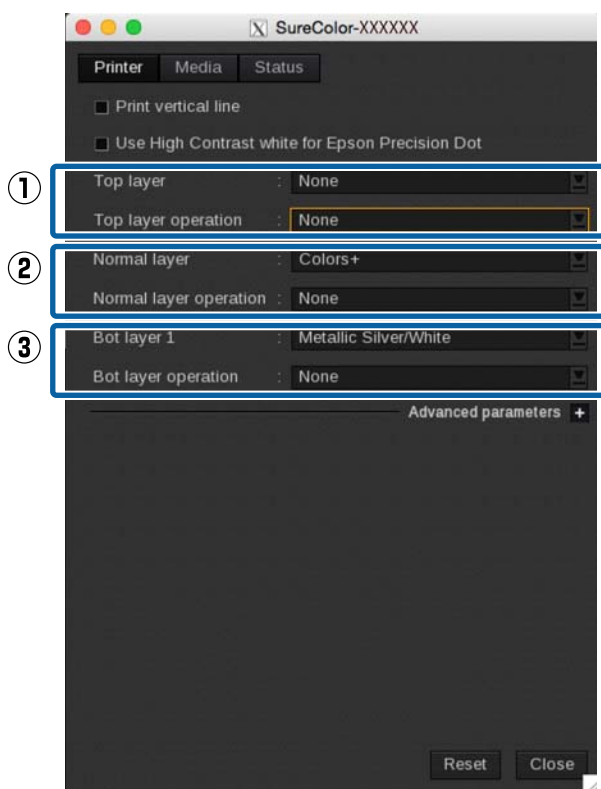 SureColor-XXXXXX
Printer Media Status
Print vertical line
Use High Contrast white for Epson Precision Dot
① Top layer : None
Top layer operation : None
② Normal layer : Colors+
Normal layer operation : None
③ Bot layer 1 : Metallic Silver/White
Bot layer operation : None
Advanced parameters +
Reset Close